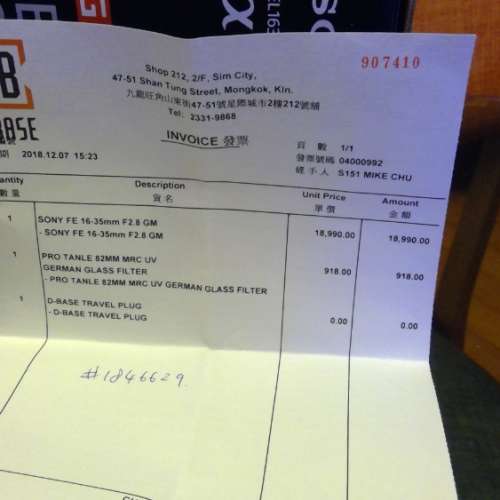 907410
Shop 212, 2/F, Sim City,
47-51 Shan Tung Street, Mongkok, Kln.
九龍旺角山東街47-51號星際城市2樓212號舖
Tel: 2331-9868
INVOICE 發票
BASE
頁 數 1/1
發票號碼 04000992
經 手 人 S151 MIKE CHU
期 2018.12.07 15:23
Description Unit Price Amount
數 量 貨 名 單 價 金 額
1 SONY FE 16-35mm F2.8 GM 18,990.00 18,990.00
- SONY FE 16-35mm F2.8 GM
1 PRO TANLE 82MM MRC UV
GERMAN GLASS FILTER 918.00 918.00
- PRO TANLE 82MM MRC UV GERMAN GLASS FILTER
1 D-BASE TRAVEL PLUG 0.00 0.00
- D-BASE TRAVEL PLUG
#1846629